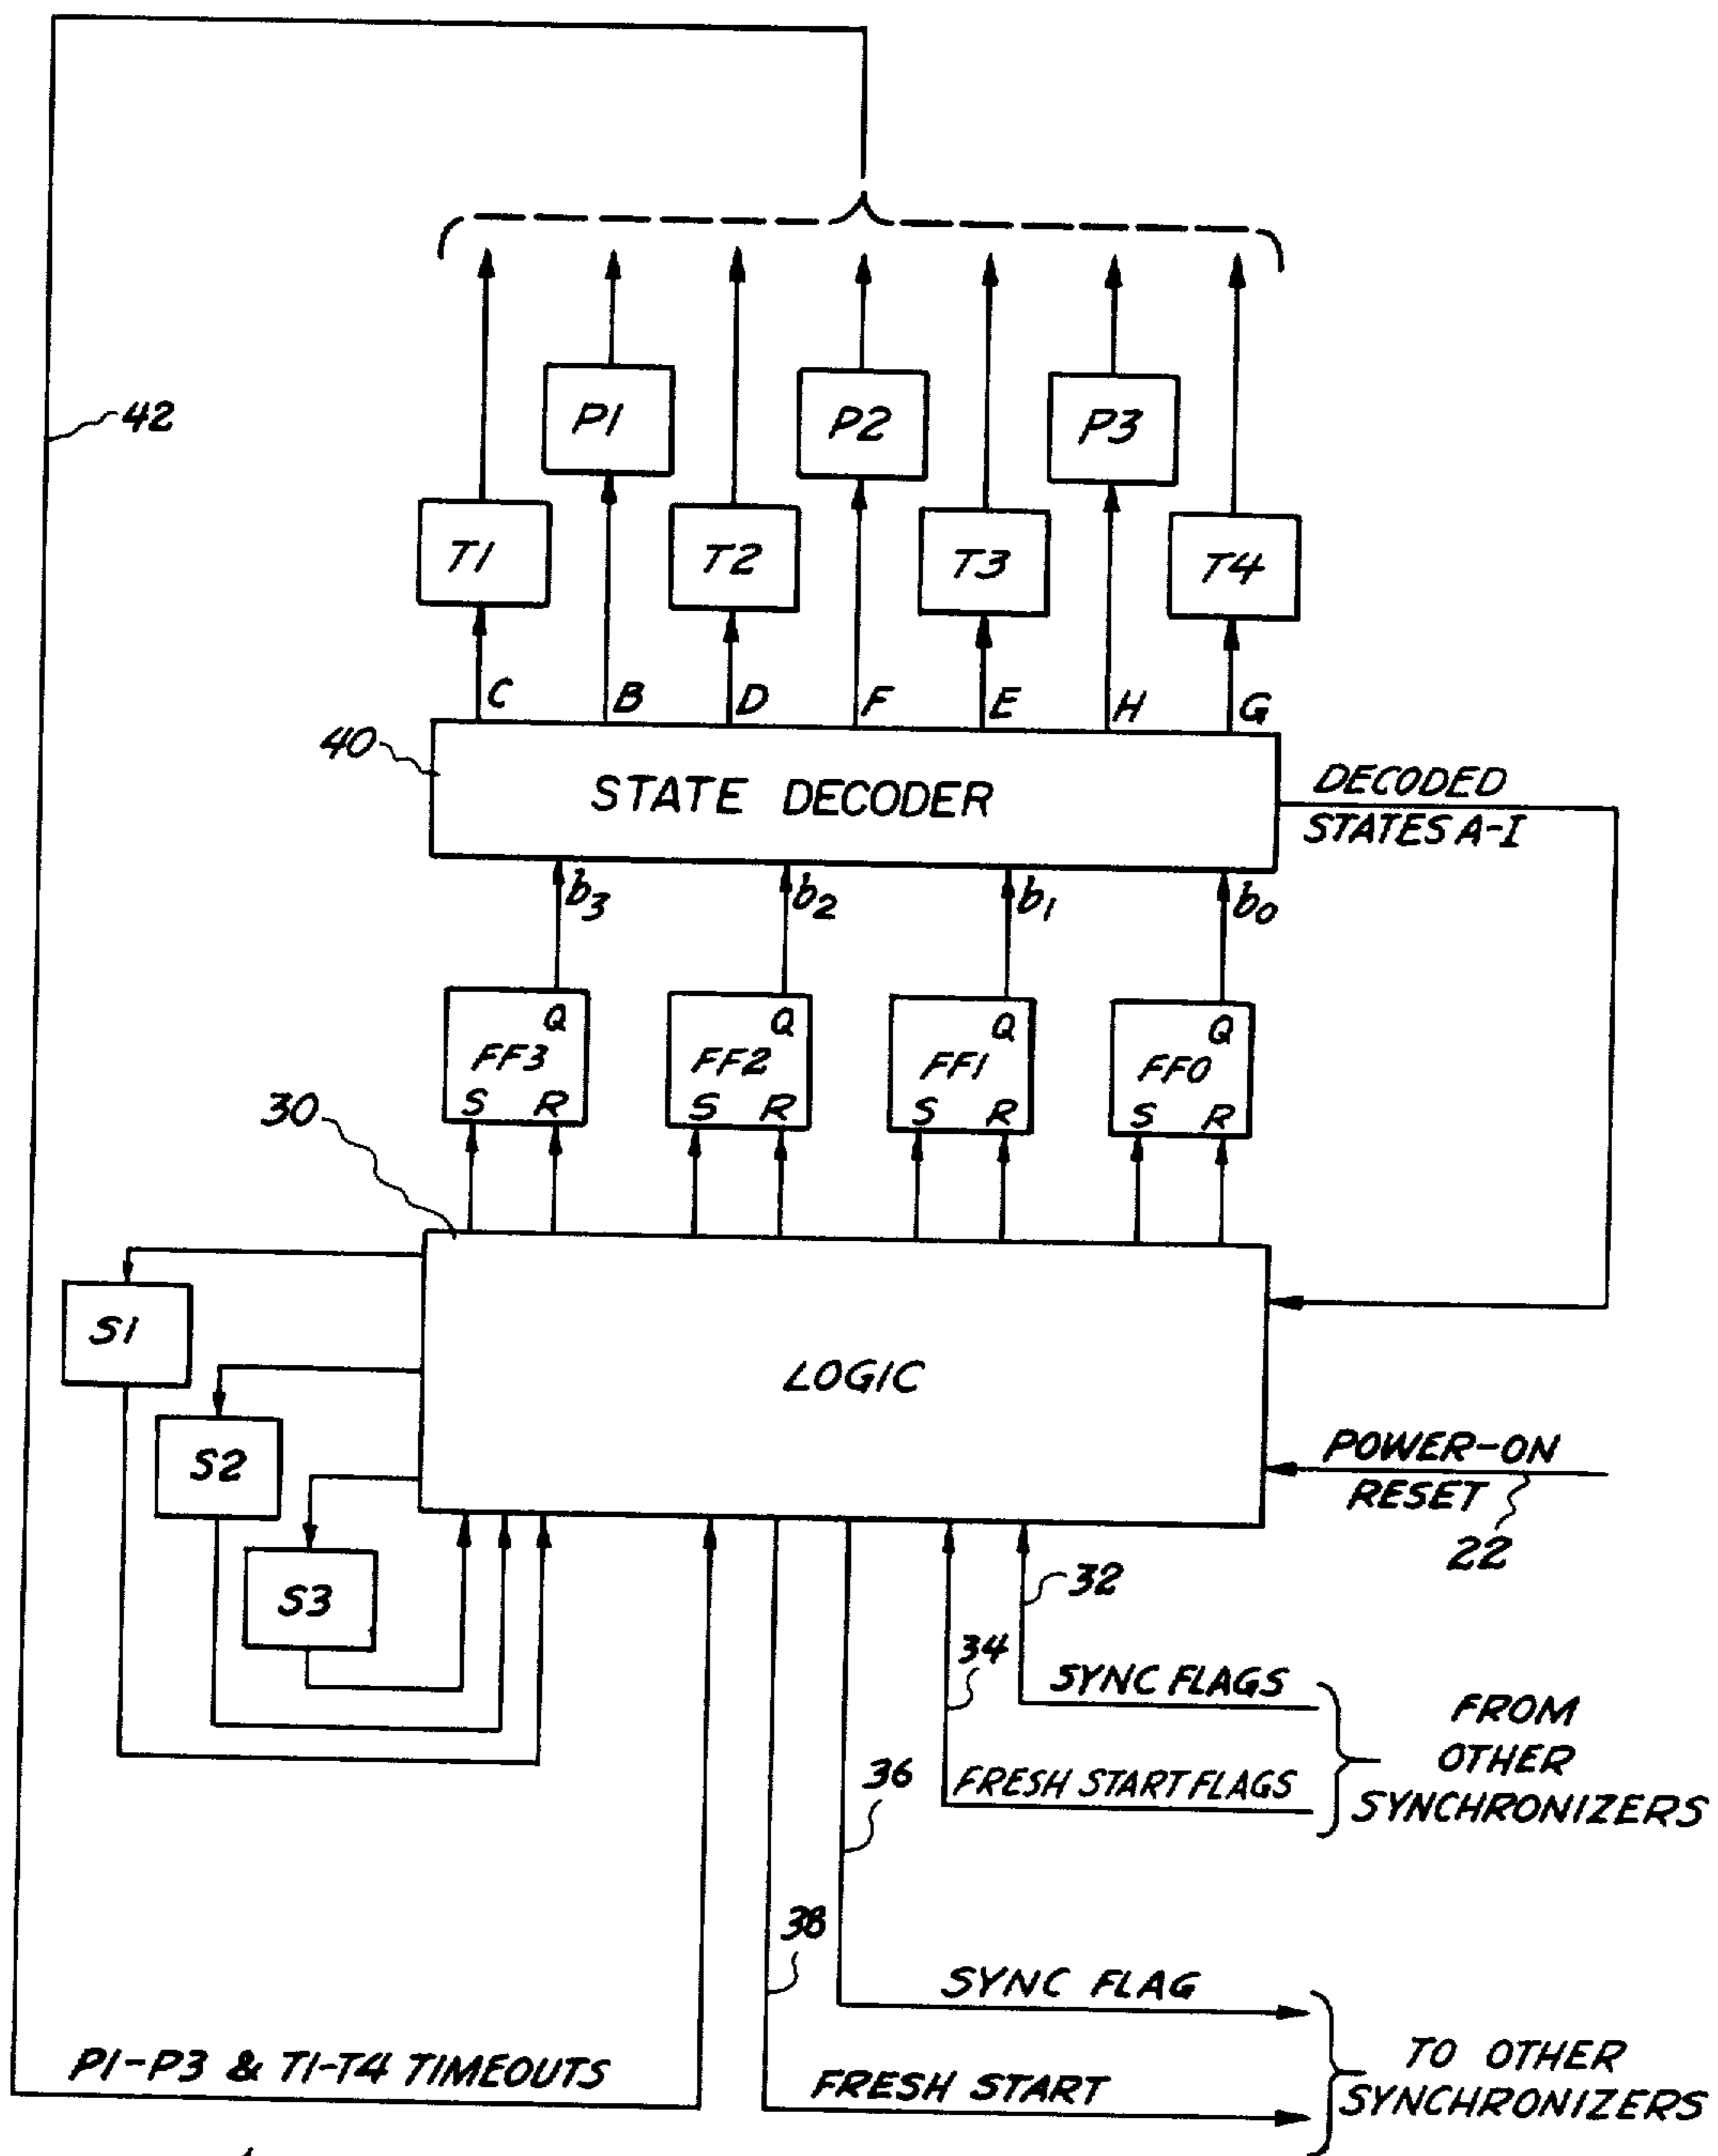 42
P1
P2
P3
T1
T2
T3
T4
C
B
D
F
E
H
G
40
STATE DECODER
DECODED
STATES A-I
b3
b2
b1
b0
Q
FF3
S R
Q
FF2
S R
Q
FF1
S R
Q
FF0
S R
30
S1
LOGIC
S2
POWER-ON
RESET
22
S3
32
34
SYNC FLAGS
FROM
OTHER
SYNCHRONIZERS
36
FRESH START FLAGS
38
SYNC FLAG
P1-P3 & T1-T4 TIMEOUTS
FRESH START
TO OTHER
SYNCHRONIZERS